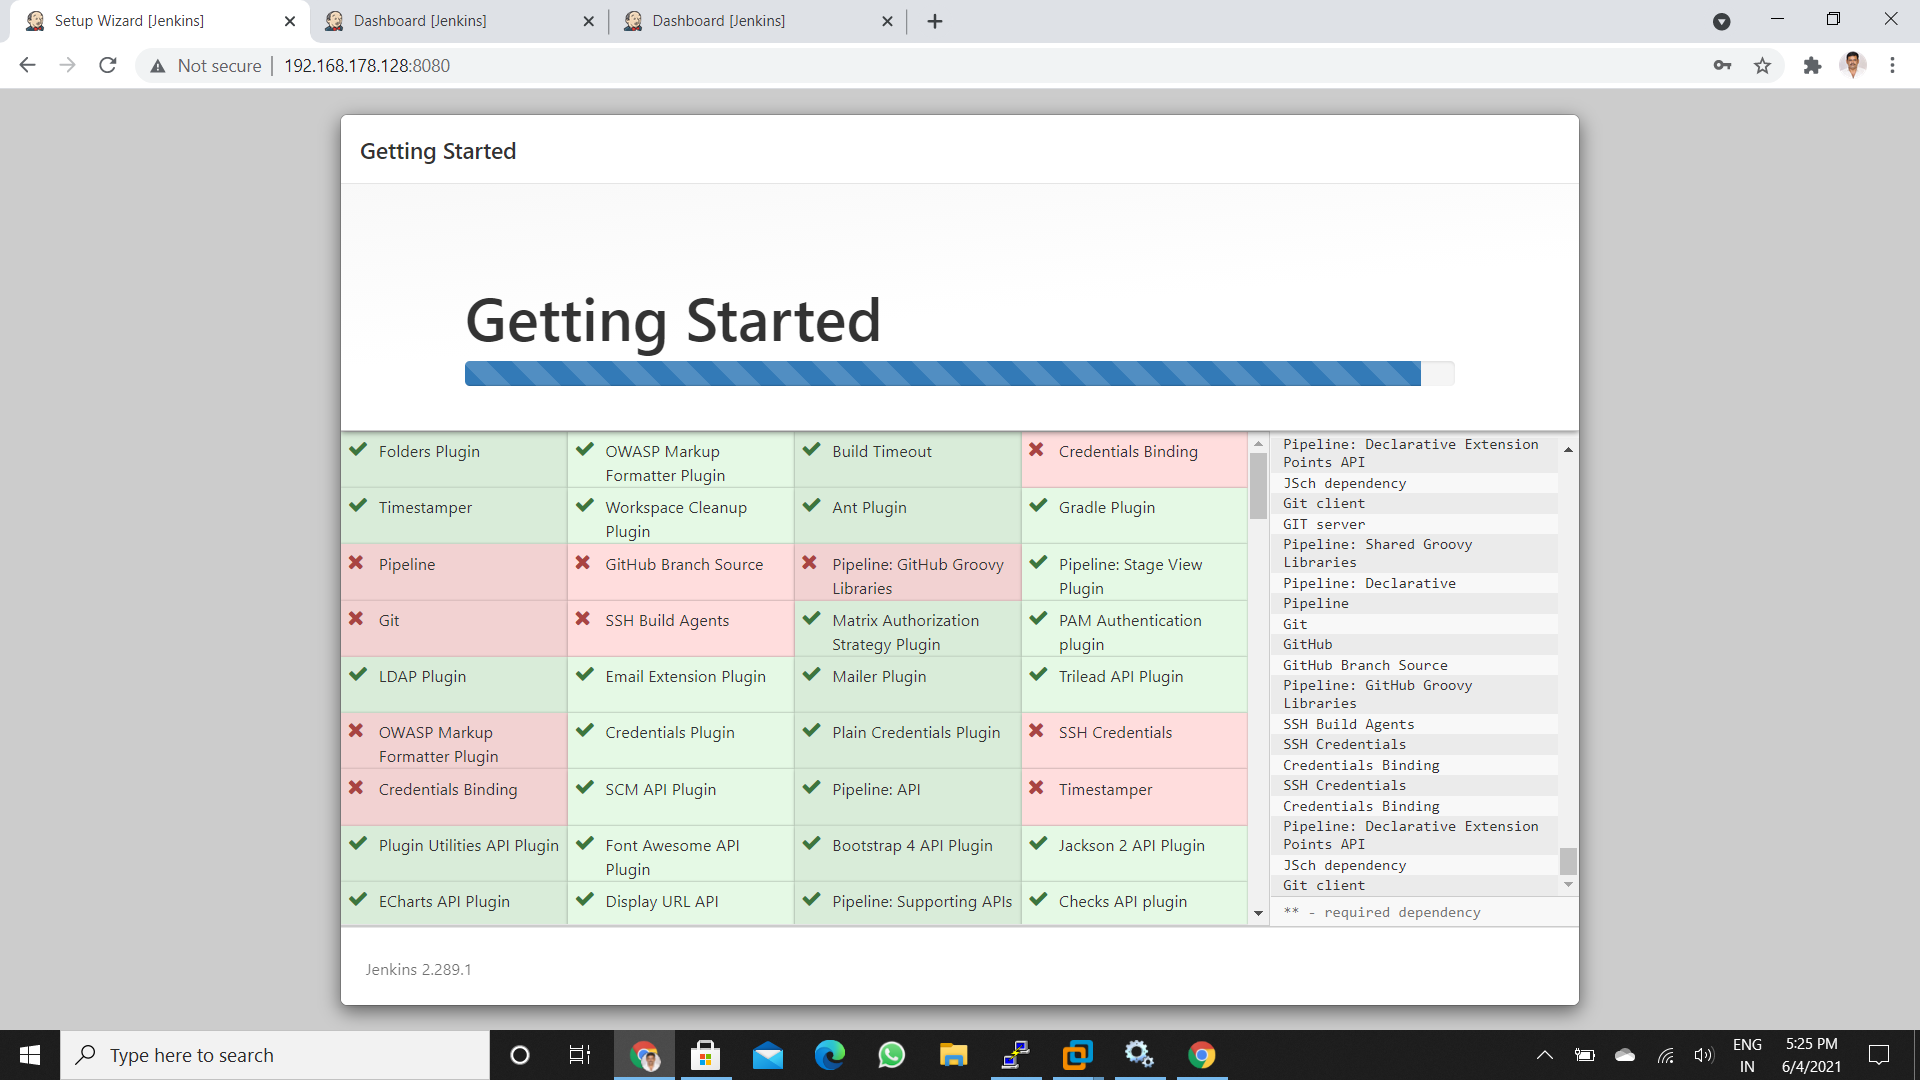 Setup Wizard [Jenkins]
Dashboard [Jenkins]
Dashboard [Jenkins]
Not secure
192.168.178.128:8080
Getting Started
Getting Started
Folders Plugin
OWASP Markup
Formatter Plugin
Build Timeout
Credentials Binding
Timestamper
Workspace Cleanup
Plugin
Ant Plugin
Gradle Plugin
Pipeline
GitHub Branch Source
Pipeline: GitHub Groovy
Libraries
Pipeline: Stage View
Plugin
Git
SSH Build Agents
Matrix Authorization
Strategy Plugin
PAM Authentication
plugin
LDAP Plugin
Email Extension Plugin
Mailer Plugin
Trilead API Plugin
OWASP Markup
Formatter Plugin
Credentials Plugin
Plain Credentials Plugin
SSH Credentials
Credentials Binding
SCM API Plugin
Pipeline: API
Timestamper
Plugin Utilities API Plugin
Font Awesome API
Plugin
Bootstrap 4 API Plugin
Jackson 2 API Plugin
ECharts API Plugin
Display URL API
Pipeline: Supporting APIs
Checks API plugin
Pipeline: Declarative Extension
Points API
JSch dependency
Git client
GIT server
Pipeline: Shared Groovy
Libraries
Pipeline: Declarative
Pipeline
Git
GitHub
GitHub Branch Source
Pipeline: GitHub Groovy
Libraries
SSH Build Agents
SSH Credentials
Credentials Binding
SSH Credentials
Credentials Binding
Pipeline: Declarative Extension
Points API
JSch dependency
Git client
** - required dependency
Jenkins 2.289.1
Type here to search
ENG
IN
5:25 PM
6/4/2021